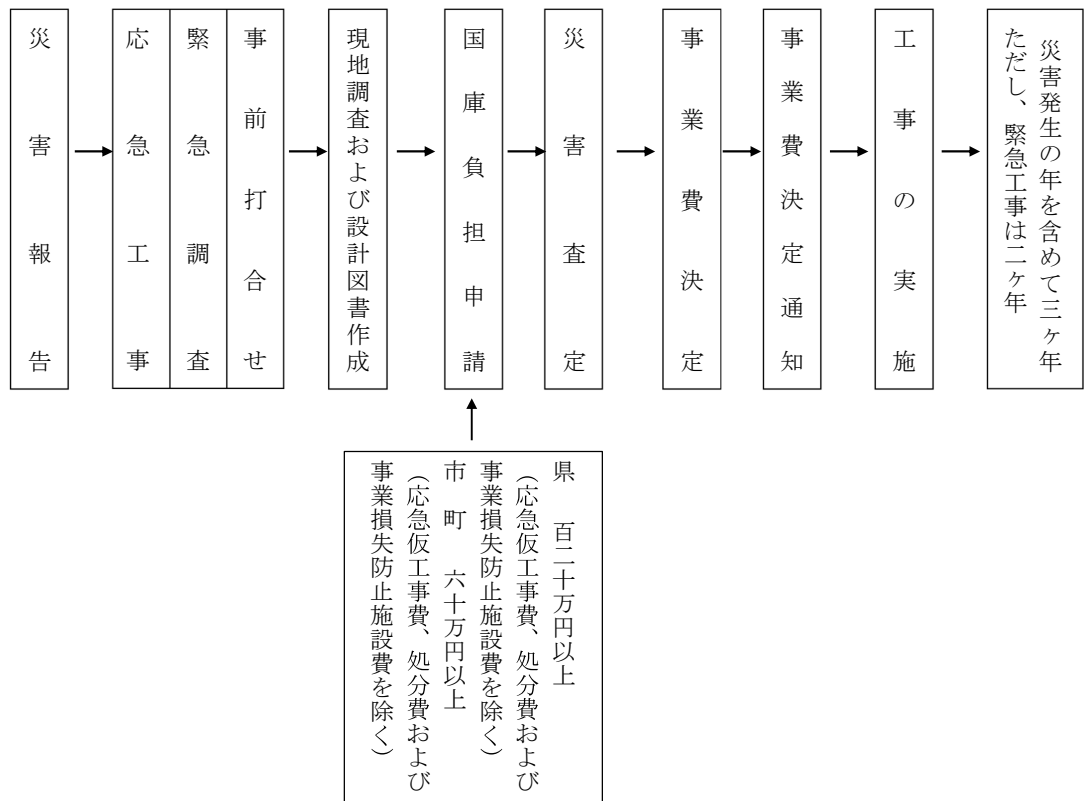 災害報告
応急工事
緊急調査
事前打合せ
現地調査および設計図書作成
国庫負担申請
災害査定
事業費決定
事業費決定通知
工事の実施
災害発生の年を含めて三ヶ年
ただし、緊急工事は二ヶ年
県 百二十万円以上
(応急仮工事費、処分費および
事業損失防止施設費を除く)
市町 六十万円以上
(応急仮工事費、処分費および
事業損失防止施設費を除く)